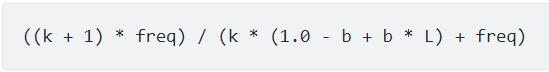 ((k + 1) * freq) / (k * (1.0 - b + b * L) + freq)